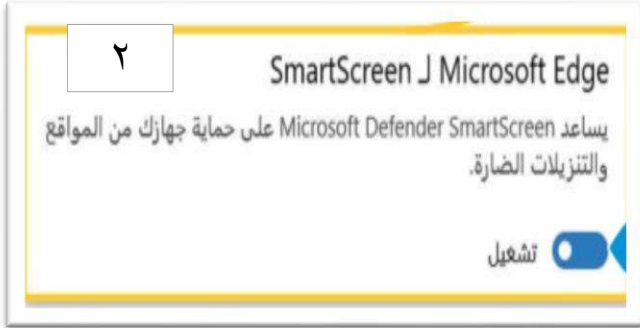 ٢
SmartScreen لـ Microsoft Edge
يساعد Microsoft Defender SmartScreen على حماية جهازك من المواقع
والتنزيلات الضارة.
تشغيل